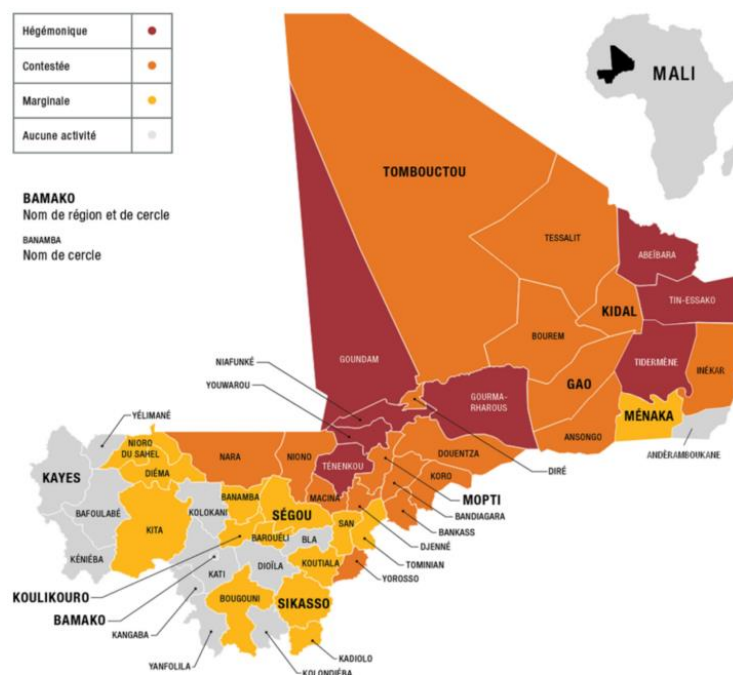 Hégémonique
Contestée
Marginale
Aucune activité
BAMAKO
Nom de région et de cercle
BANAMBA
Nom de cercle
MALI
TOMBOUCTOU
TESSALIT
ABEÏBARA
TIN-ESSAKO
KIDAL
BOUREM
GOUNDAM
NIAFUNKÉ
YOUWAROU
TIDERMÈNE
INÉKAR
GAO
GOURMA-
RHAROUS
MÉNAKA
ANSONGO
ANDÉRAMBOUKANE
DIRÉ
YÉLIMANÉ
NIORO
DU SAHEL
NARA
NIONO
TÉNENKOU
DOUENTZA
KORO
MOPTI
KAYES
DIÉMA
BAFOULABÉ
KITA
KOLOKANI
BANAMBA
SÉGOU
MACINA
SAN
BANDIAGARA
BANKASS
DJENNÉ
TOMINIAN
BAROUÉLI
BLA
KÉNIÉBA
KATI
DIOÏLA
KOUTIALA
YOROSSO
KOULIKOURO
BAMAKO
KANGABA
BOUGOUNI
SIKASSO
YANFOLILA
KOLONDIÉBA
KADIOLO